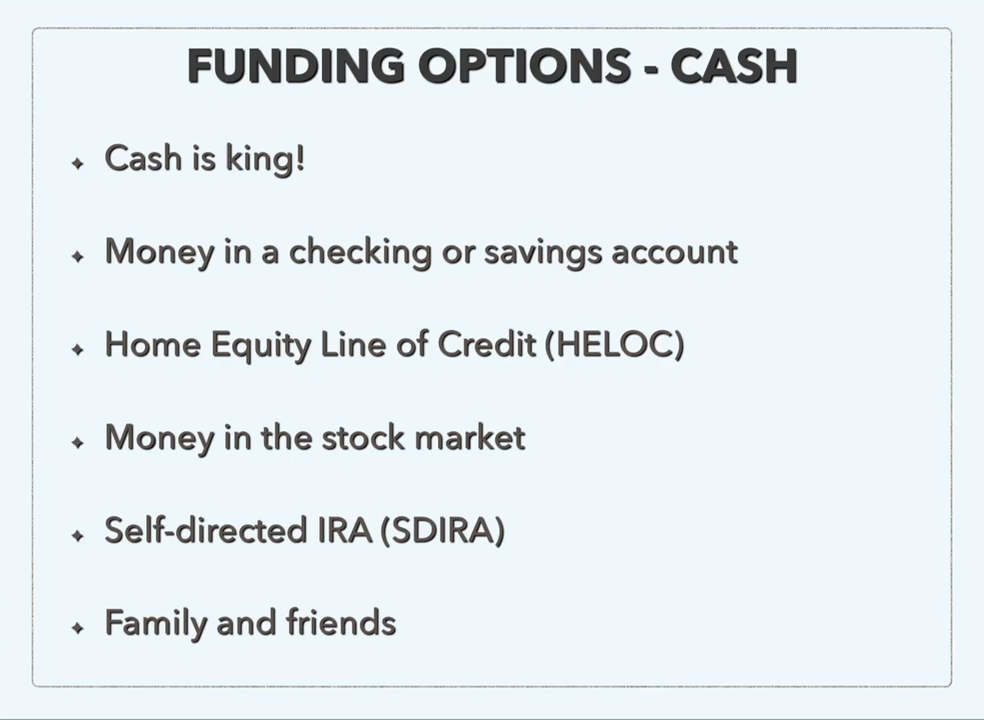 FUNDING OPTIONS - CASH
Cash is king!
Money in a checking or savings account
Home Equity Line of Credit (HELOC)
Money in the stock market
Self-directed IRA (SDIRA)
Family and friends